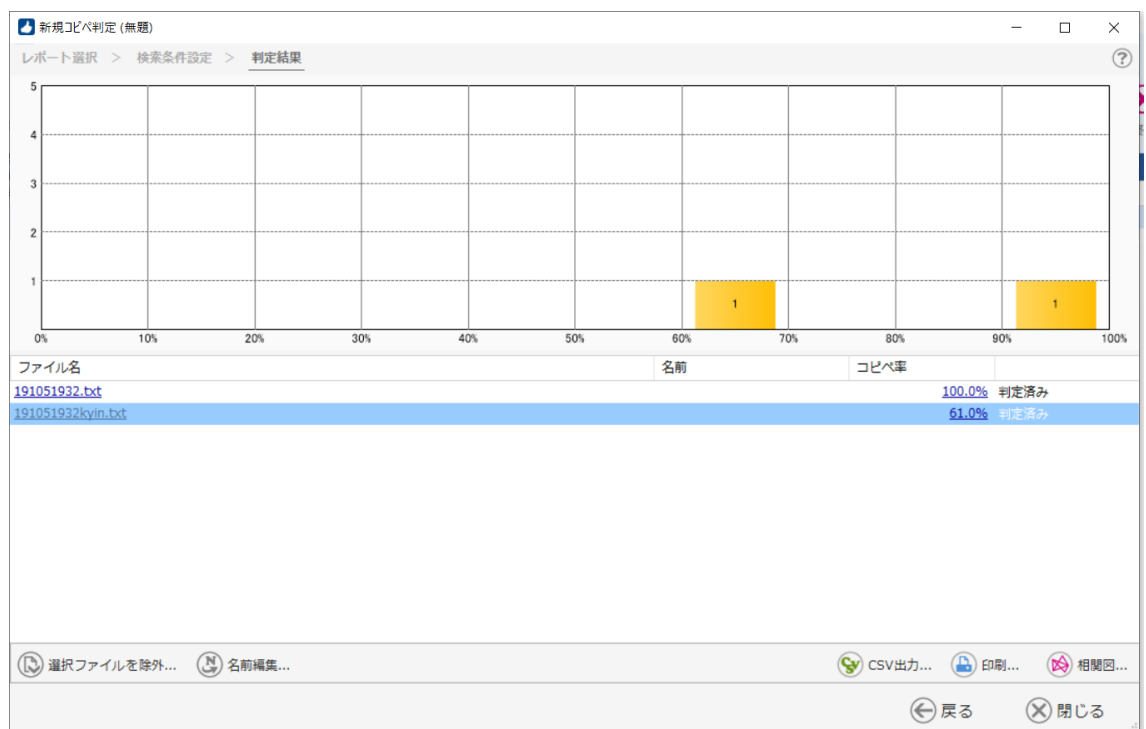 新規コピペ判定 (無題)
レポート選択 > 検索条件設定 > 判定結果
5
4
3
2
1
1 1
0% 10% 20% 30% 40% 50% 60% 70% 80% 90% 100%
ファイル名 名前 コピペ率
191051932.txt 100.0% 判定済み
191051932kyin.txt 61.0% 判定済み
選択ファイルを除外... 名前編集... CSV出力... 印刷... 相関図...
戻る 閉じる